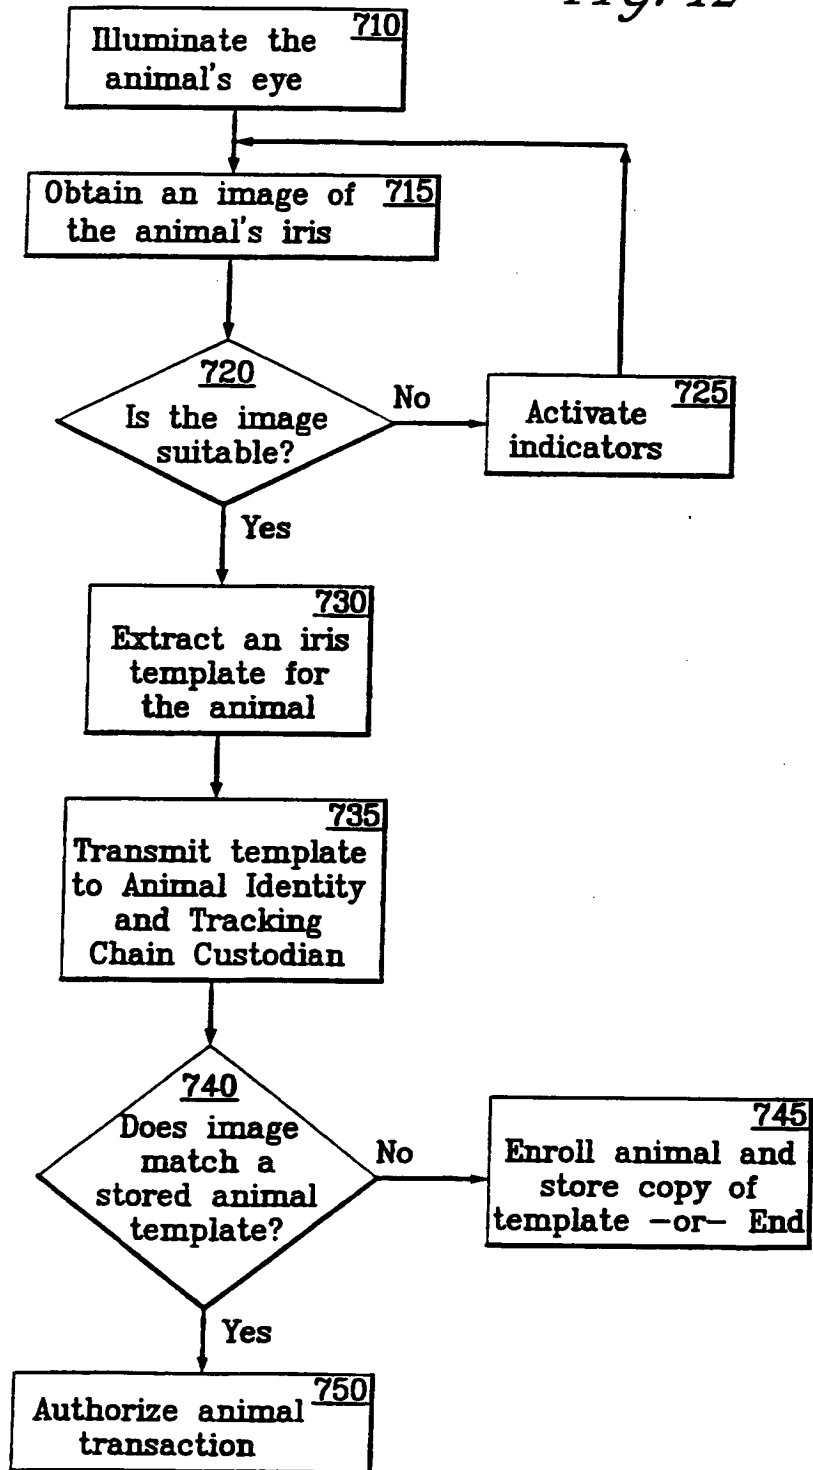 Fig. 12
710
Illuminate the
animal's eye
Obtain an image of 715
the animal's iris
720
Is the image
suitable?
No
725
Activate
indicators
Yes
730
Extract an iris
template for
the animal
735
Transmit template
to Animal Identity
and Tracking
Chain Custodian
740
Does image
match a
stored animal
template?
No
745
Enroll animal and
store copy of
template -or- End
Yes
750
Authorize animal
transaction